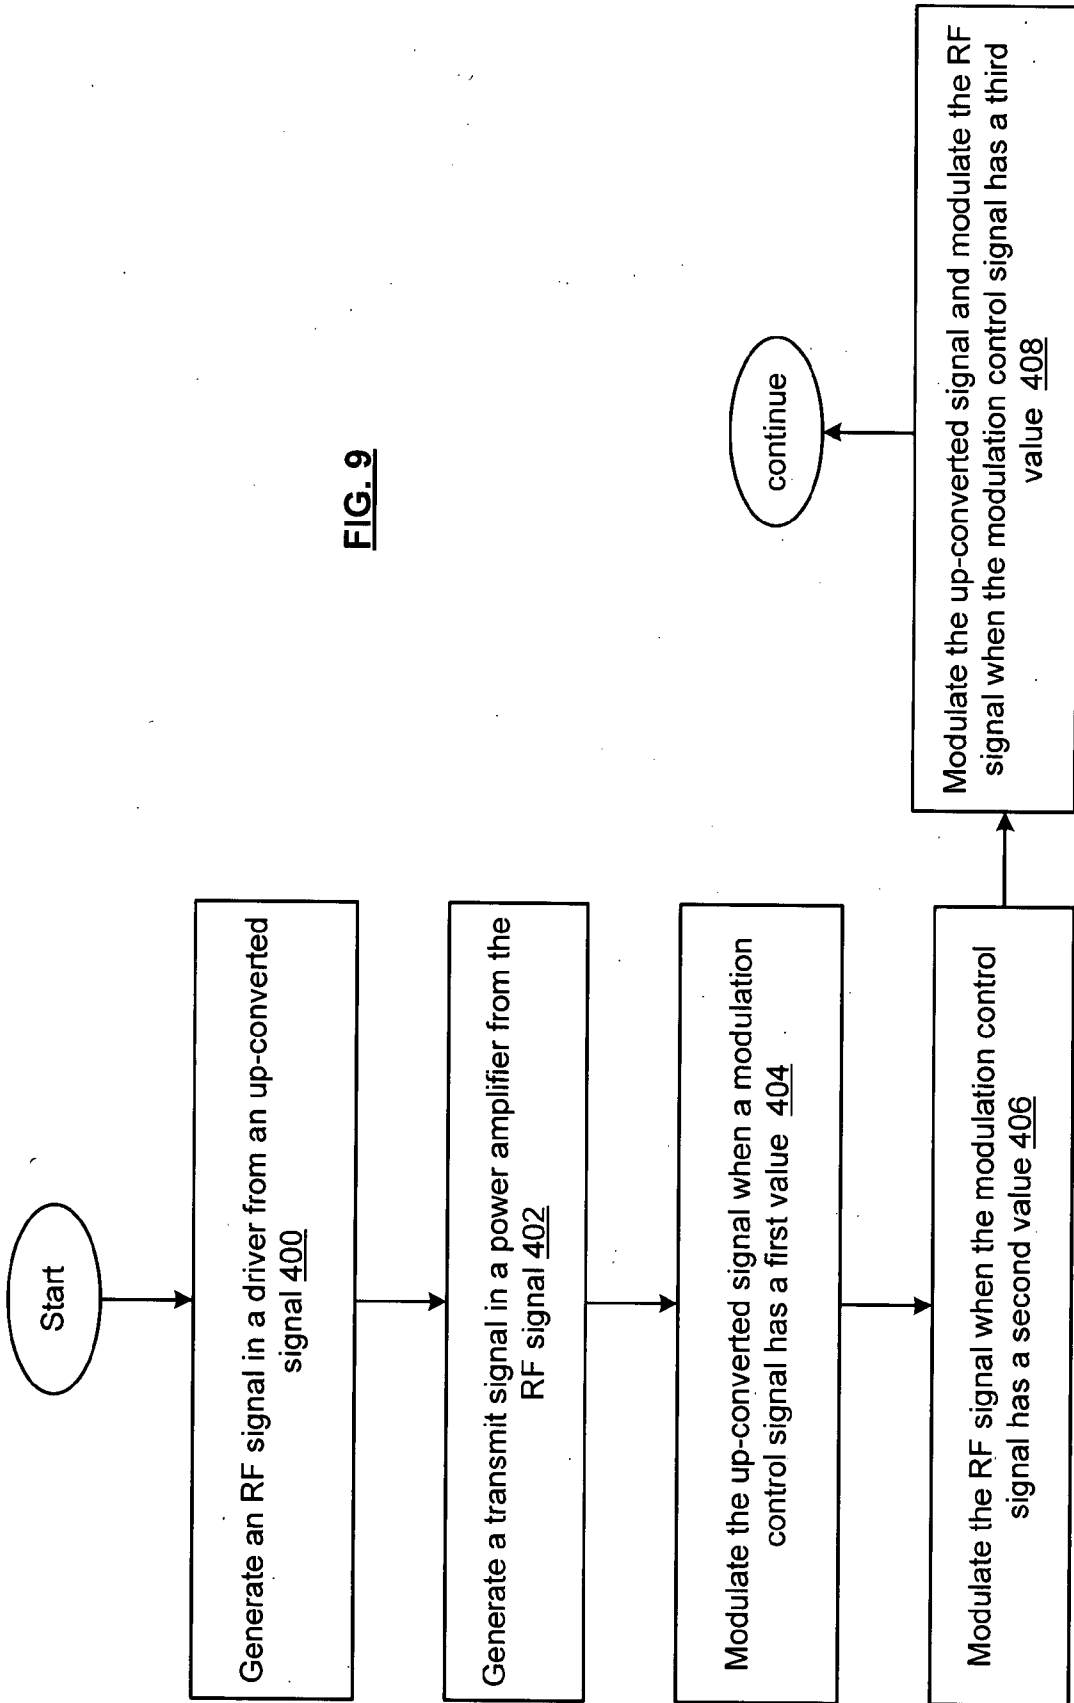 Start
Generate an RF signal in a driver from an up-converted
signal 400
Generate a transmit signal in a power amplifier from the
RF signal 402
Modulate the up-converted signal when a modulation
control signal has a first value 404
Modulate the RF signal when the modulation control
signal has a second value 406
Modulate the up-converted signal and modulate the RF
signal when the modulation control signal has a third
value 408
continue
FIG. 9